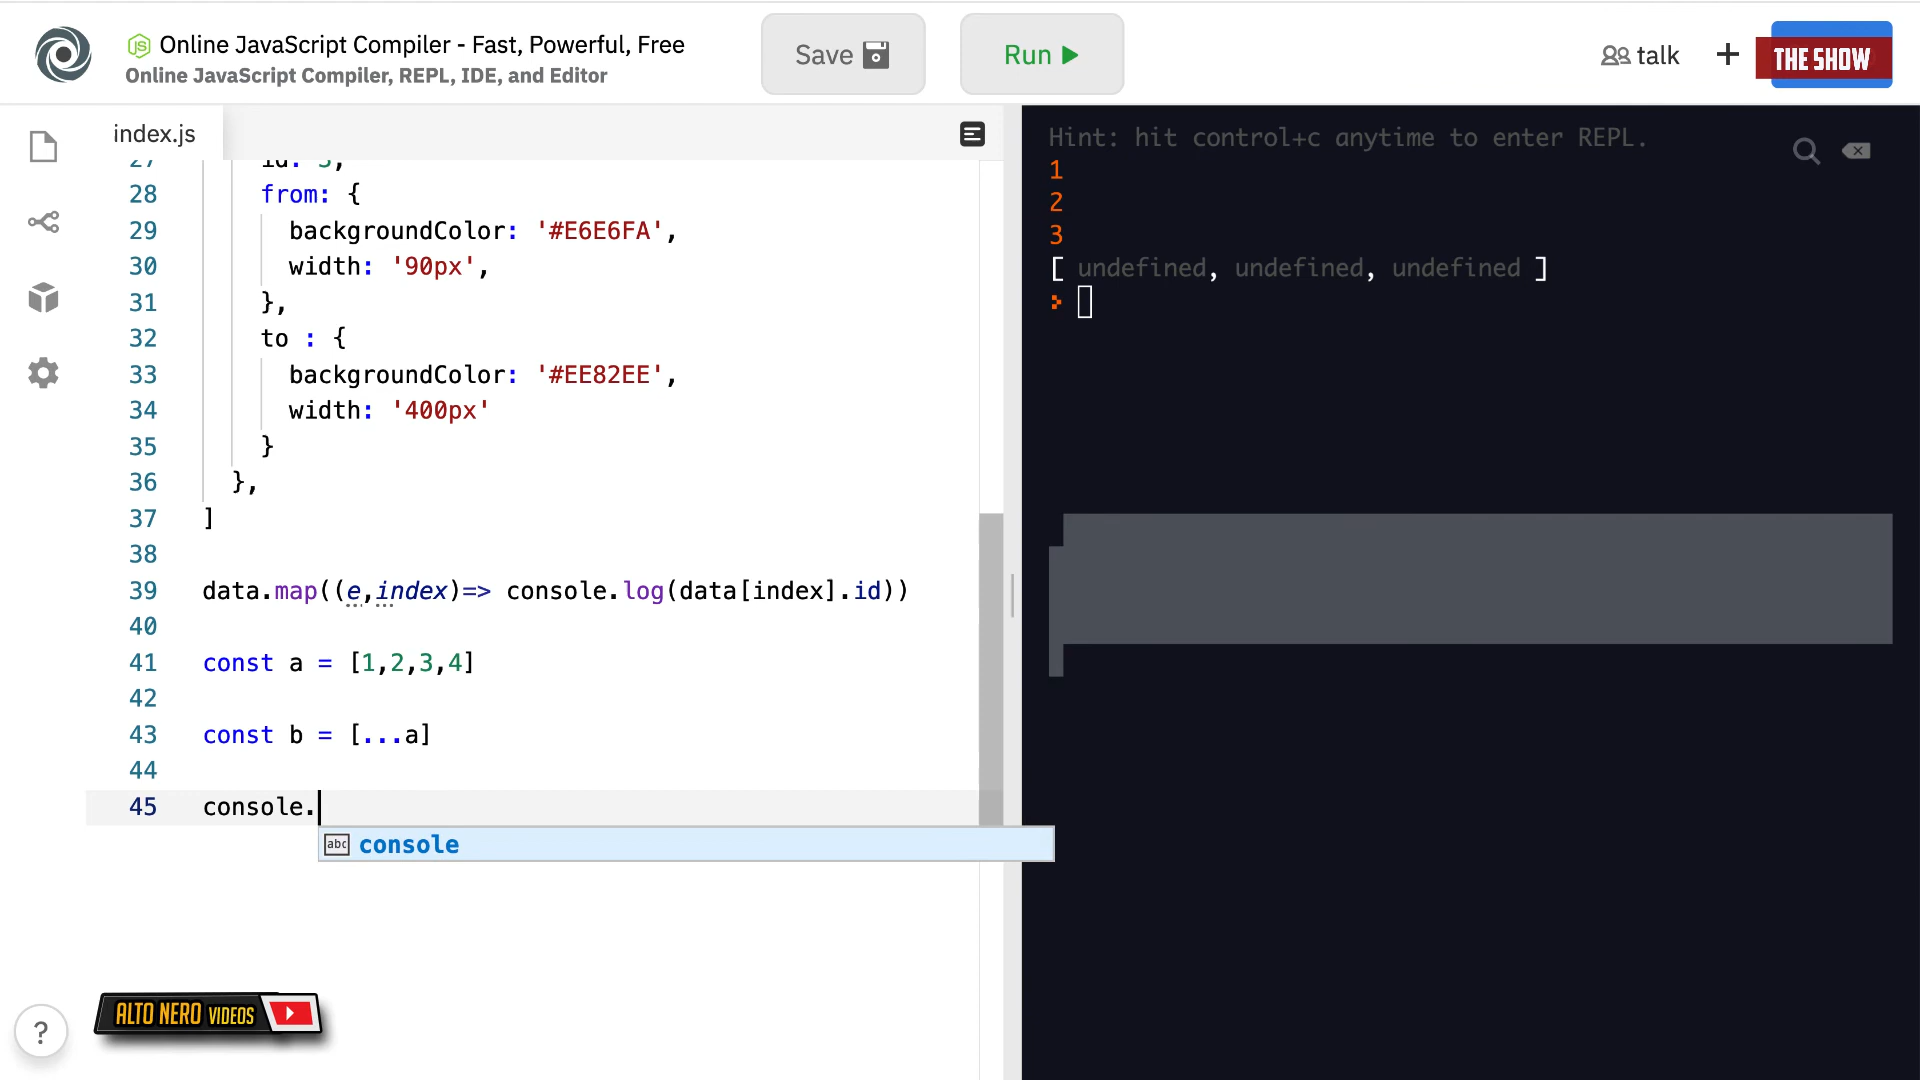 Online JavaScript Compiler - Fast, Powerful, Free
Online JavaScript Compiler, REPL, IDE, and Editor
Save
Run
talk
+
THE SHOW
index.js
27 id: 3,
28 from: {
29 backgroundColor: '#E6E6FA',
30 width: '90px',
31 },
32 to : {
33 backgroundColor: '#EE82EE',
34 width: '400px'
35 }
36 },
37 ]
38
39 data.map((e,index)=> console.log(data[index].id))
40
41 const a = [1,2,3,4]
42
43 const b = [...a]
44
45 console.
abc console
Hint: hit control+c anytime to enter REPL.
1
2
3
[ undefined, undefined, undefined ]
ALTO NERO VIDEOS
?